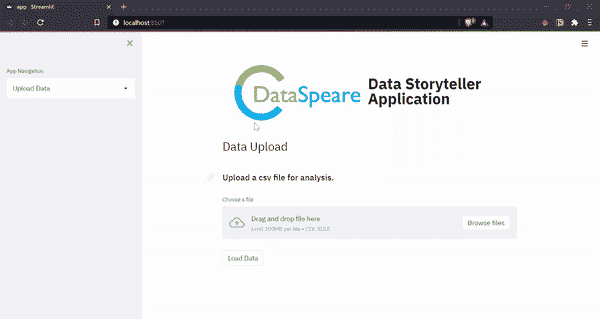 app · Streamlit
localhost:8501
App Navigation
Upload Data
DataSpeare
Data Storyteller
Application
Data Upload
Upload a csv file for analysis.
Choose a file
Drag and drop file here
Limit 200MB per file • CSV, XLSX
Browse files
Load Data